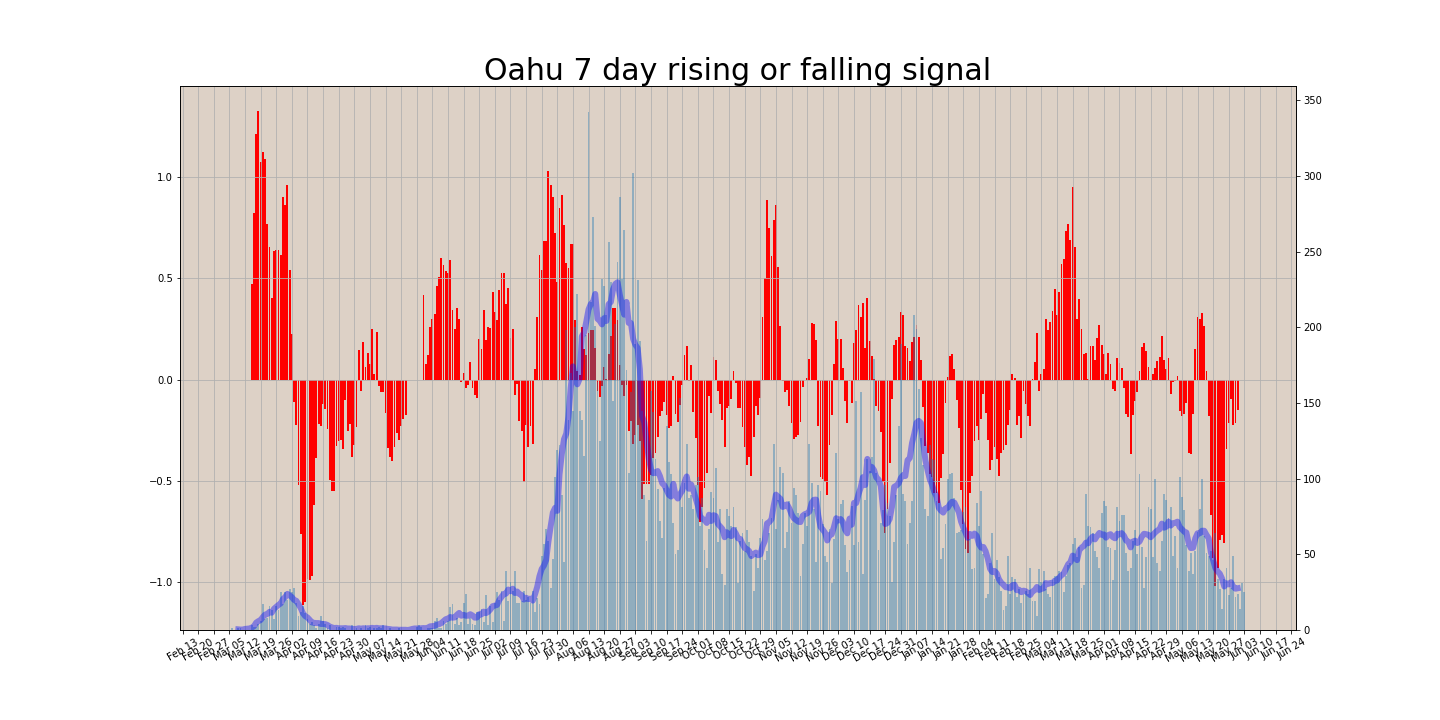 Oahu 7 day rising or falling signal
1.0
0.5
0.0
−0.5
−1.0
350
300
250
200
150
100
50
0
Feb 13
Feb 20
Feb 27
Mar 05
Mar 12
Mar 19
Mar 26
Apr 02
Apr 09
Apr 16
Apr 23
Apr 30
May 07
May 14
May 21
May 28
Jun 04
Jun 11
Jun 18
Jun 25
Jul 02
Jul 09
Jul 16
Jul 23
Jul 30
Aug 06
Aug 13
Aug 20
Aug 27
Sep 03
Sep 10
Sep 17
Sep 24
Oct 01
Oct 08
Oct 15
Oct 22
Oct 29
Nov 05
Nov 12
Nov 19
Nov 26
Dec 03
Dec 10
Dec 17
Dec 24
Dec 31
Jan 07
Jan 14
Jan 21
Jan 28
Feb 04
Feb 11
Feb 18
Feb 25
Mar 04
Mar 11
Mar 18
Mar 25
Apr 01
Apr 08
Apr 15
Apr 22
Apr 29
May 06
May 13
May 20
May 27
Jun 03
Jun 10
Jun 17
Jun 24